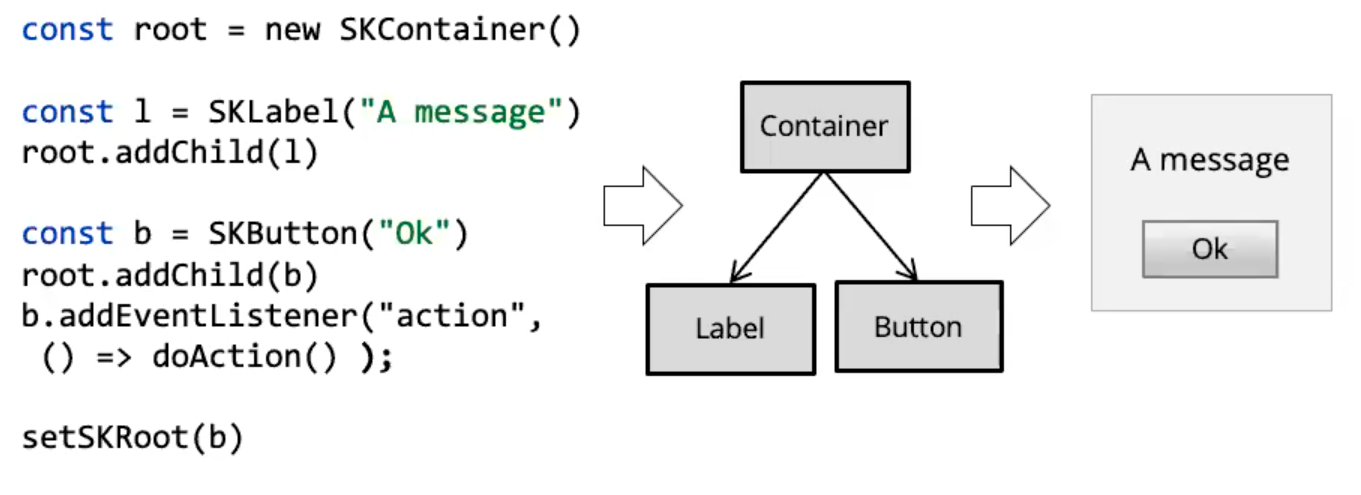 const root = new SKContainer()
const l = SKLabel("A message")
root.addChild(l)
const b = SKButton("Ok")
root.addChild(b)
b.addEventListener("action",
() => doAction() );
setSKRoot(b)
Container
Label
Button
A message
Ok